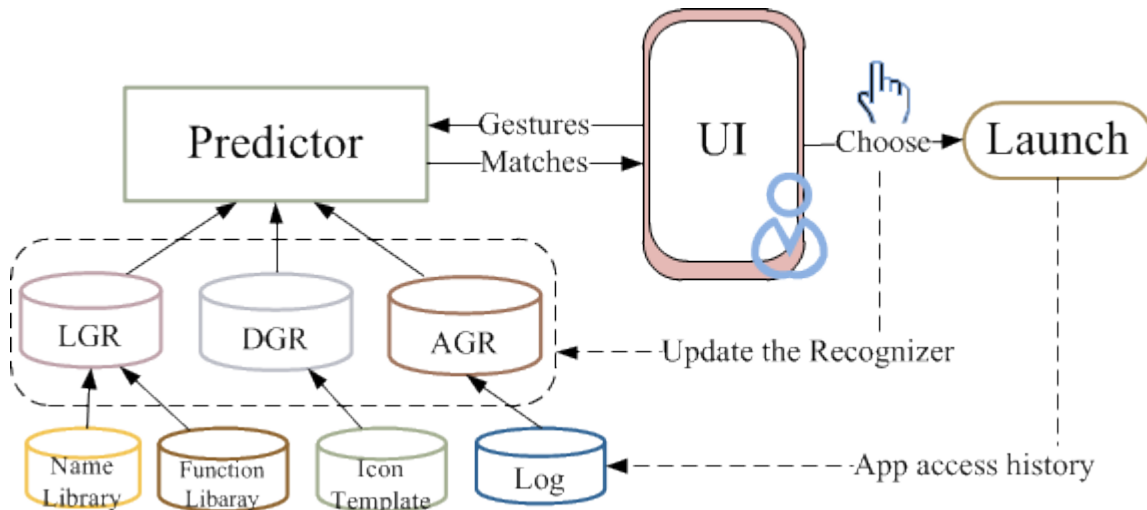 Predictor
Gestures
Matches
UI
Choose
Launch
LGR
DGR
AGR
Update the Recognizer
Name
Library
Function
Libaray
Icon
Template
Log
App access history